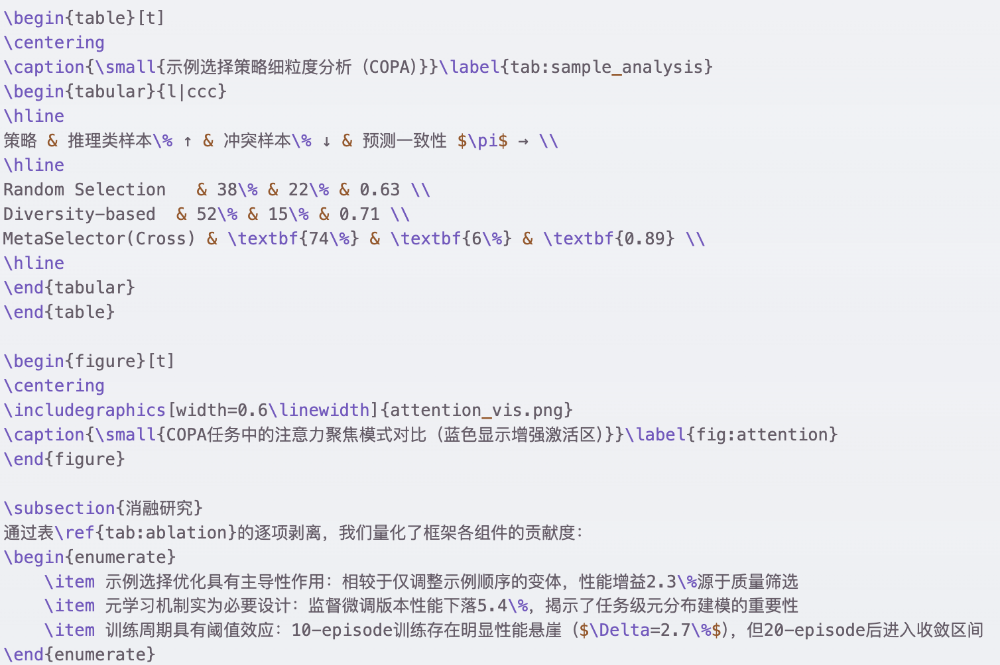 \begin{table}[t]
\centering
\caption{\small{示例选择策略细粒度分析（COPA）}}\label{tab:sample_analysis}
\begin{tabular}{l|ccc}
\hline
策略 & 推理类样本\% ↑ & 冲突样本\% ↓ & 预测一致性 $\pi$ → \\
\hline
Random Selection   & 38\% & 22\% & 0.63 \\
Diversity-based  & 52\% & 15\% & 0.71 \\
MetaSelector(Cross) & \textbf{74\%} & \textbf{6\%} & \textbf{0.89} \\
\hline
\end{tabular}
\end{table}

\begin{figure}[t]
\centering
\includegraphics[width=0.6\linewidth]{attention_vis.png}
\caption{\small{COPA任务中的注意力聚焦模式对比（蓝色显示增强激活区）}}\label{fig:attention}
\end{figure}

\subsection{消融研究}
通过表\ref{tab:ablation}的逐项剥离，我们量化了框架各组件的贡献度：
\begin{enumerate}
    \item 示例选择优化具有主导性作用：相较于仅调整示例顺序的变体，性能增益2.3\%源于质量筛选
    \item 元学习机制实为必要设计：监督微调版本性能下落5.4\%，揭示了任务级元分布建模的重要性
    \item 训练周期具有阈值效应：10-episode训练存在明显性能悬崖（$\Delta=2.7\%$），但20-episode后进入收敛区间
\end{enumerate}